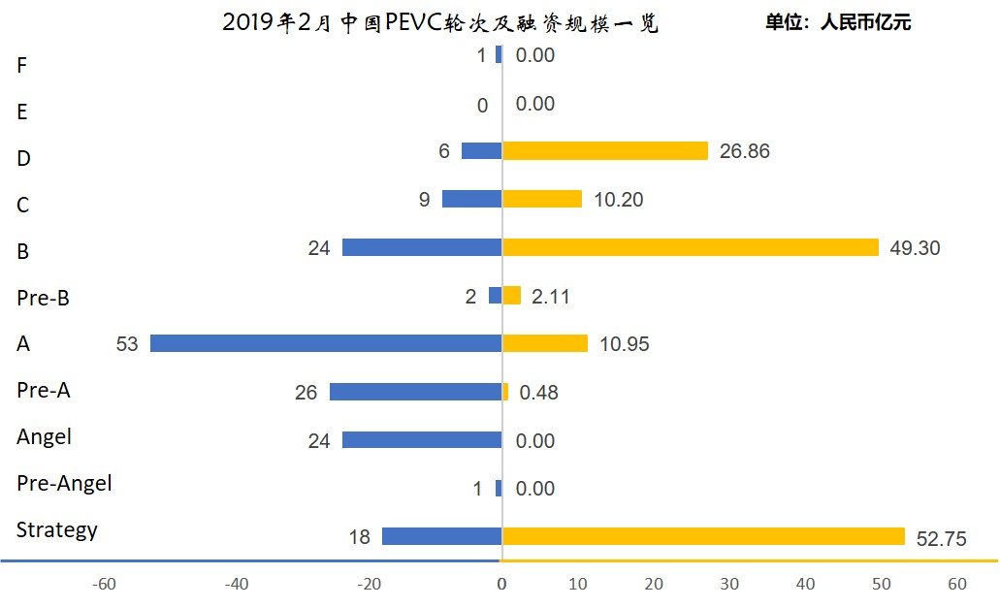 2019年2月中国PEVC轮次及融资规模一览 单位：人民币亿元
F 1 0.00
E 0 0.00
D 6 26.86
C 9 10.20
B 24 49.30
Pre-B 2 2.11
A 53 10.95
Pre-A 26 0.48
Angel 24 0.00
Pre-Angel 1 0.00
Strategy 18 52.75
-60 -40 -20 0 10 20 30 40 50 60